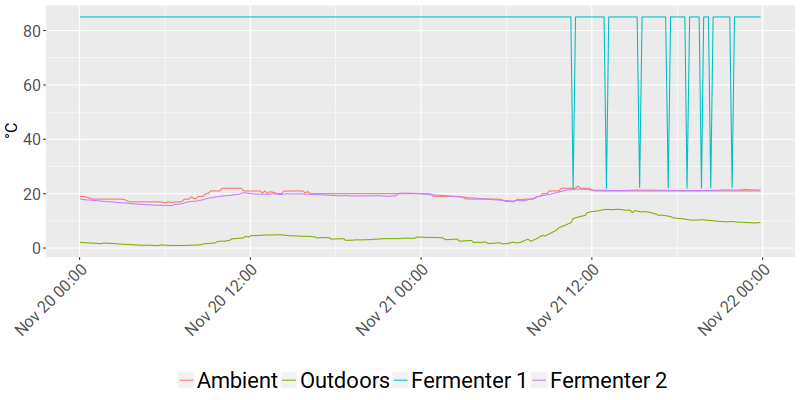 80
60
40
20
0
°C
Nov 20 00:00
Nov 20 12:00
Nov 21 00:00
Nov 21 12:00
Nov 22 00:00
Ambient Outdoors Fermenter 1 Fermenter 2